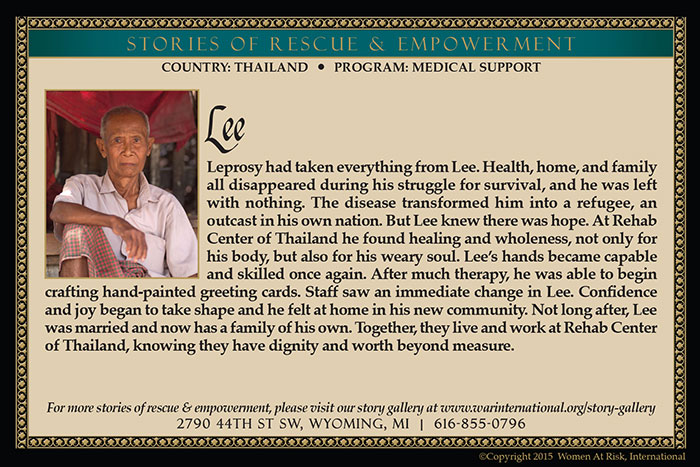 STORIES OF RESCUE & EMPOWERMENT
COUNTRY: THAILAND • PROGRAM: MEDICAL SUPPORT
Lee
Leprosy had taken everything from Lee. Health, home, and family
all disappeared during his struggle for survival, and he was left
with nothing. The disease transformed him into a refugee, an
outcast in his own nation. But Lee knew there was hope. At Rehab
Center of Thailand he found healing and wholeness, not only for
his body, but also for his weary soul. Lee's hands became capable
and skilled once again. After much therapy, he was able to begin
crafting hand-painted greeting cards. Staff saw an immediate change in Lee. Confidence
and joy began to take shape and he felt at home in his new community. Not long after, Lee
was married and now has a family of his own. Together, they live and work at Rehab Center
of Thailand, knowing they have dignity and worth beyond measure.
For more stories of rescue & empowerment, please visit our story gallery at www.warinternational.org/story-gallery
2790 44TH ST SW, WYOMING, MI | 616-855-0796
©Copyright 2015 Women At Risk, International